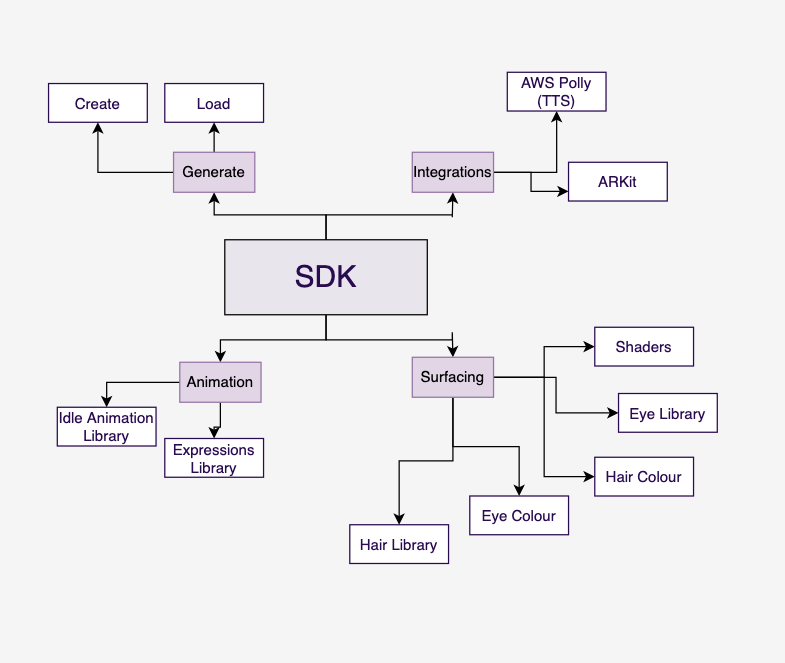 AWS Polly
(TTS)
Create
Load
Generate
Integrations
ARKit
SDK
Shaders
Animation
Surfacing
Idle Animation
Library
Eye Library
Expressions
Library
Hair Colour
Eye Colour
Hair Library